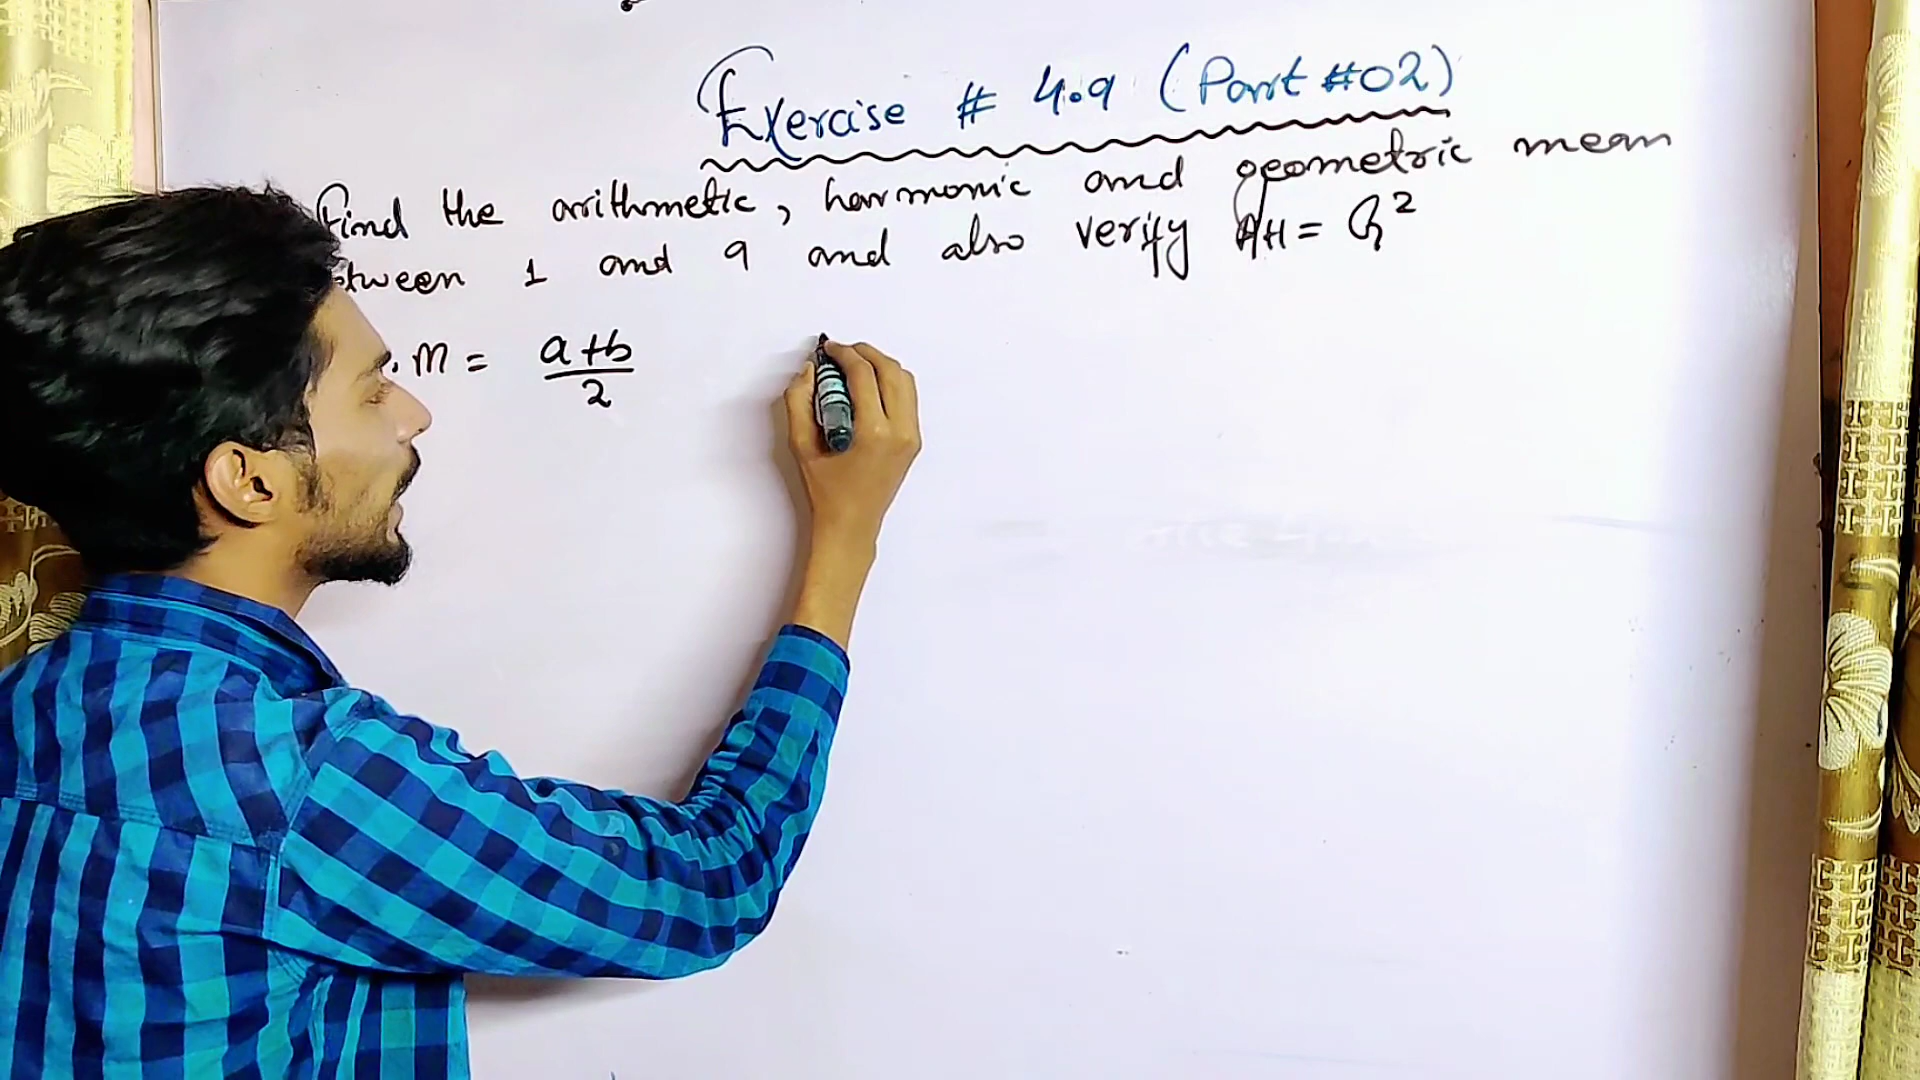 Exercise # 4.9 (Part #02)
Find the arithmetic, harmonic and geometric mean
tween 1 and 9 and also verify AH = G²
. M = a+b
2